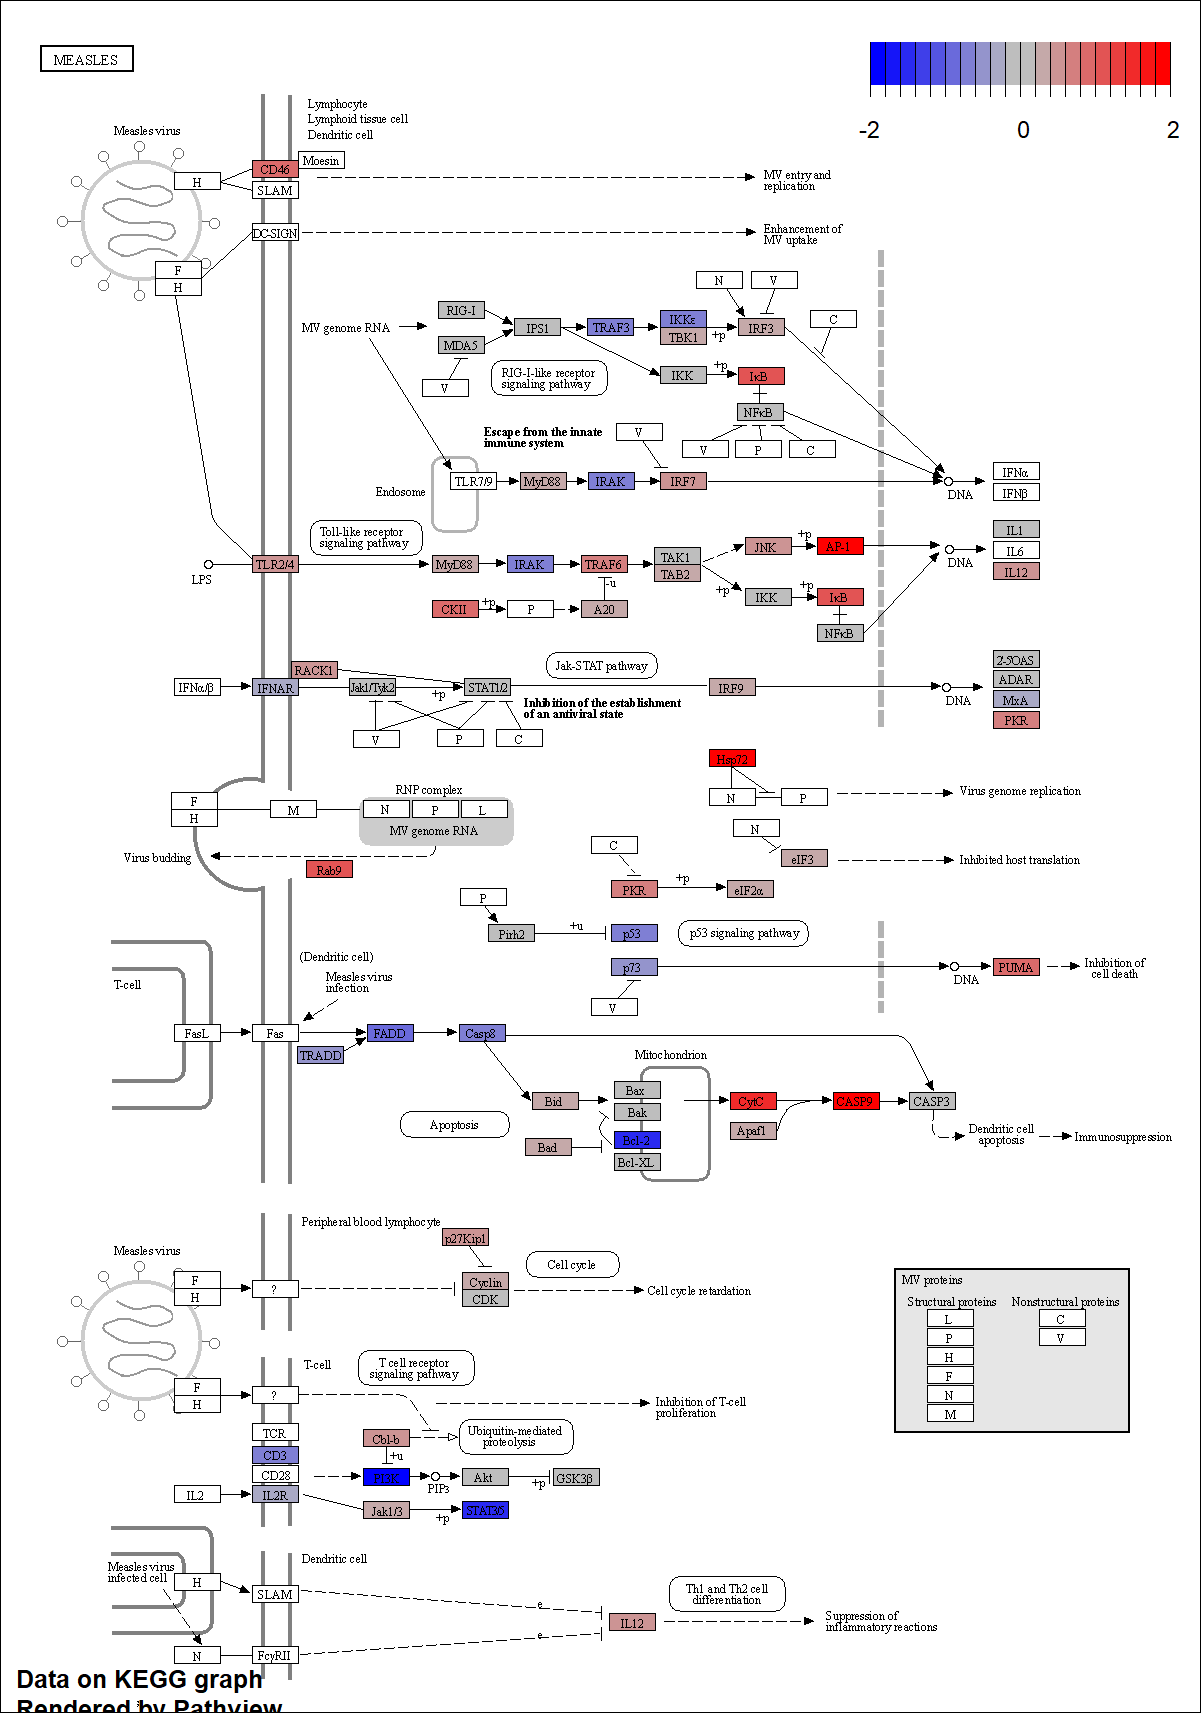 MEASLES
-2 0 2
Lymphocyte
Lymphoid tissue cell
Dendritic cell
Measles virus
Moesin
CD46
H
SLAM
MV entry and
replication
DC-SIGN
Enhancement of
MV uptake
F
H
N
V
RIG-I
C
MV genome RNA
IPS1
TRAF3
IKKε
TBK1
+p
IRF3
MDA5
RIG-I-like receptor
signaling pathway
IKK
+p
IκB
V
NFκB
Escape from the innate
immune system
V
V
P
C
Endosome
TLR7/9
MyD88
IRAK
IRF7
DNA
IFNα
IFNβ
Toll-like receptor
signaling pathway
LPS
TLR2/4
MyD88
IRAK
TRAF6
TAK1
TAB2
JNK
+p
AP-1
DNA
IL1
IL6
IL12
-u
+p
IKK
+p
IκB
CKII
+p
P
A20
NFκB
RACK1
Jak-STAT pathway
IFNα/β
IFNAR
Jak1/Tyk2
+p
STAT1/2
IRF9
DNA
2-5OAS
ADAR
MxA
PKR
Inhibition of the establishment
of an antiviral state
V
P
C
Hsp72
N
P
Virus genome replication
RNP complex
F
H
M
N
P
L
MV genome RNA
N
eIF3
Inhibited host translation
Virus budding
Rab9
C
PKR
+p
eIF2α
P
Pirh2
+u
p53
p53 signaling pathway
(Dendritic cell)
T-cell
Measles virus
infection
p73
DNA
PUMA
Inhibition of
cell death
V
FasL
Fas
FADD
Casp8
TRADD
Mitochondrion
Bid
Bax
Bak
CytC
CASP9
CASP3
Apoptosis
Bad
Bcl-2
Bcl-XL
Apaf1
Dendritic cell
apoptosis
Immunosuppression
Peripheral blood lymphocyte
p27Kip1
Measles virus
F
H
?
Cyclin
CDK
Cell cycle
Cell cycle retardation
MV proteins
Structural proteins
Nonstructural proteins
L
P
H
F
N
M
C
V
T-cell
T cell receptor
signaling pathway
F
H
?
Inhibition of T-cell
proliferation
TCR
Cbl-b
Ubiquitin-mediated
proteolysis
CD3
+u
CD28
PI3K
PIP3
Akt
+p
GSK3β
IL2
IL2R
Jak1/3
+p
STAT3/5
Dendritic cell
Measles virus
infected cell
H
SLAM
e
Th1 and Th2 cell
differentiation
IL12
Suppression of
inflammatory reactions
N
FcγRII
e
Data on KEGG graph
Rendered by Pathview